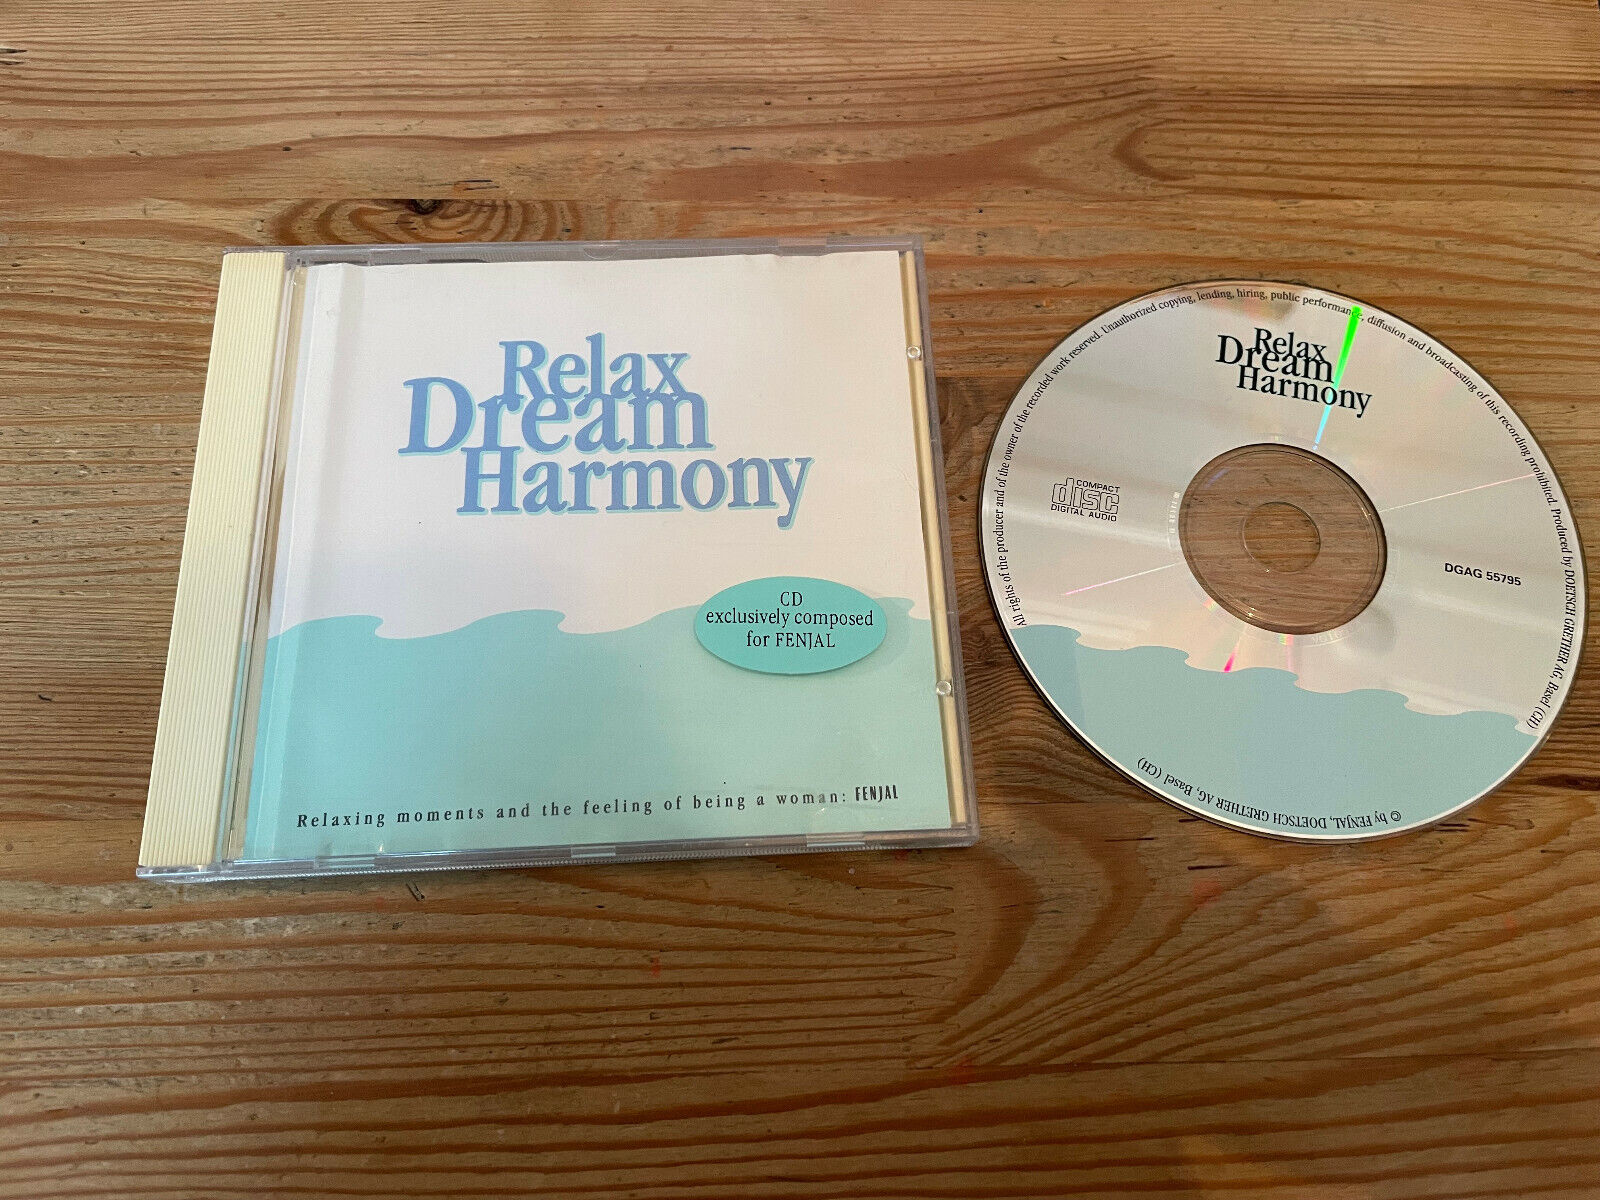 Relax
Dream
Harmony
CD
exclusively composed
for FENJAL
Relaxing moments and the feeling of being a woman: FENJAL
All rights of the producer and of the owner of the recorded work reserved. Unauthorized copying, lending, hiring, public performance, diffusion and broadcasting of this recording prohibited. Produced by DOETSCH GRETHER AG, Basel (CH)
Relax
Dream
Harmony
COMPACT
disc
DIGITAL AUDIO
DGAG 55795
© by FENJAL, DOETSCH GRETHER AG, Basel (CH)